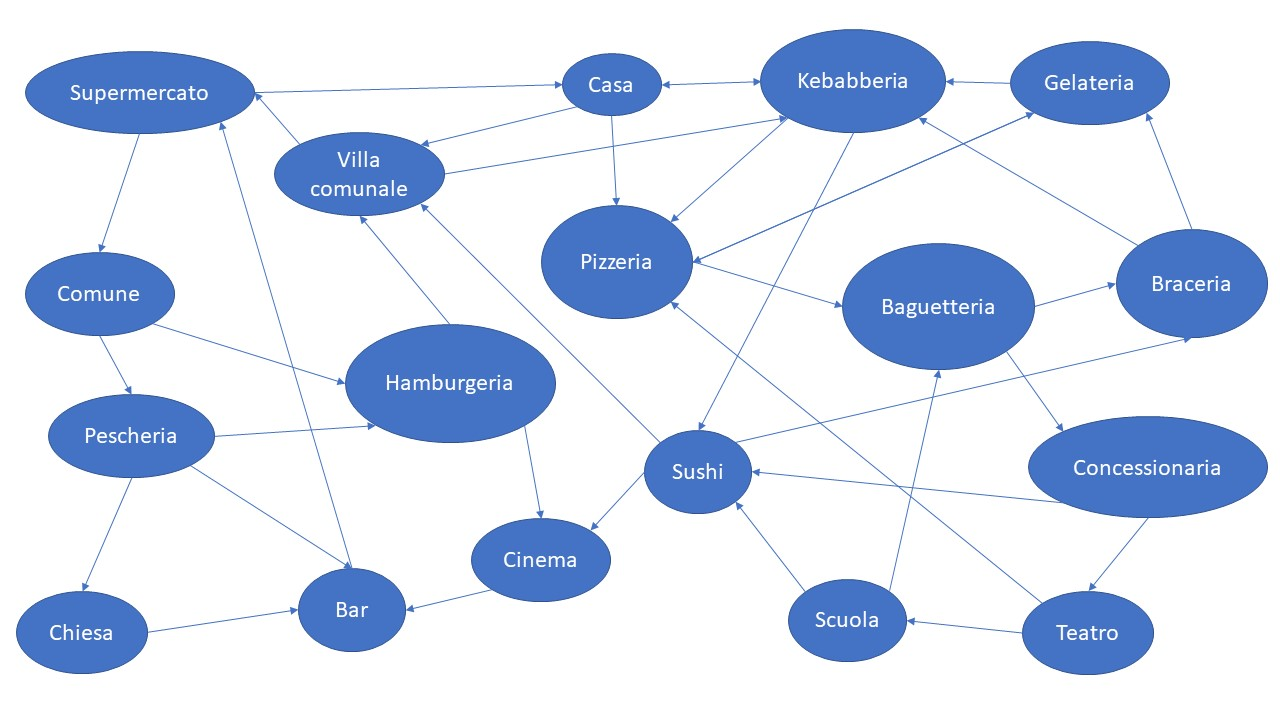 Supermercato
Casa
Kebabberia
Gelateria
Villa
comunale
Pizzeria
Comune
Baguetteria
Braceria
Hamburgeria
Pescheria
Sushi
Concessionaria
Cinema
Chiesa
Bar
Scuola
Teatro